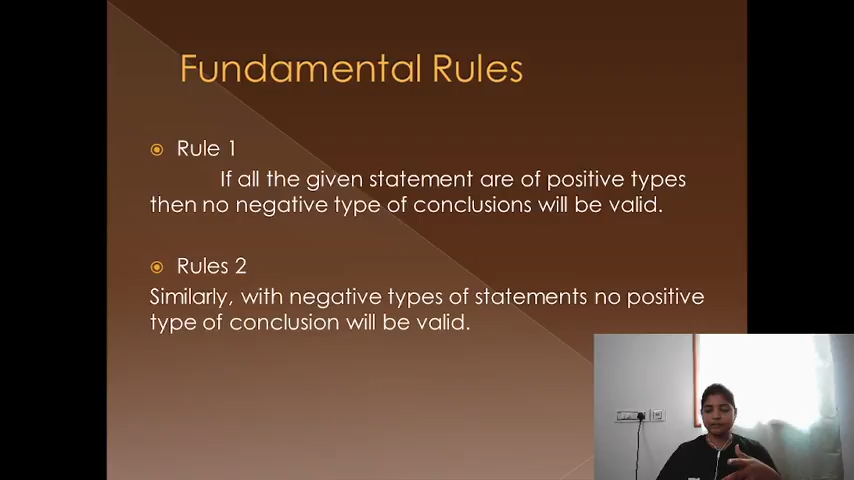 Fundamental Rules
Rule 1
If all the given statement are of positive types
then no negative type of conclusions will be valid.
Rules 2
Similarly, with negative types of statements no positive
type of conclusion will be valid.